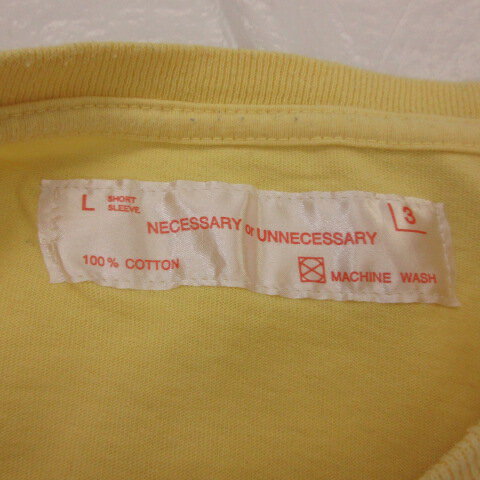 L SHORT SLEEVE
3
NECESSARY or UNNECESSARY
100% COTTON
MACHINE WASH